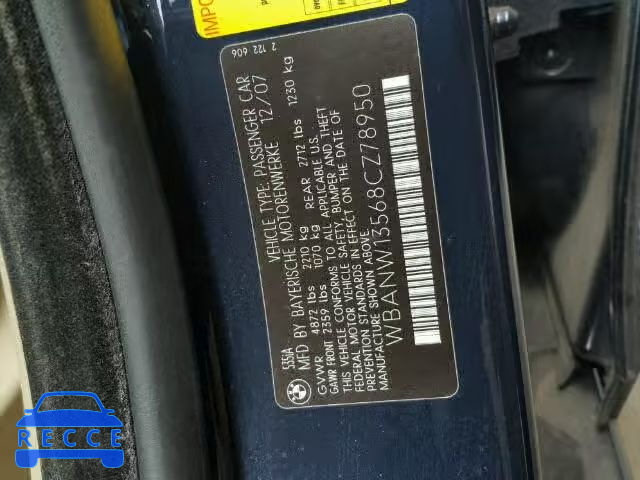 IMPO
2 122 606
535IA VEHICLE TYPE: PASSENGER CAR
MFD BY BAYERISCHE MOTORENWERKE 12/07
GVWR 4872 lbs 2210 kg
GAWR FRONT 2359 lbs 1070 kg REAR 2712 lbs 1230 kg
THIS VEHICLE CONFORMS TO ALL APPLICABLE U.S.
FEDERAL MOTOR VEHICLE SAFETY, BUMPER AND THEFT
PREVENTION STANDARDS IN EFFECT ON THE DATE OF
MANUFACTURE SHOWN ABOVE.
WBANW13568CZ78950
BMW
RECCE